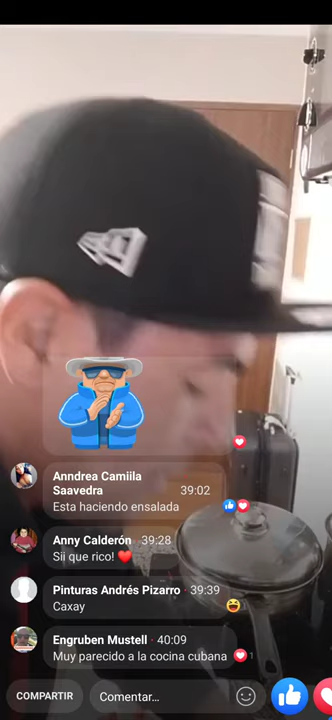 Anndrea Camiila
Saavedra 39:02
Esta haciendo ensalada
Anny Calderón · 39:28
Sii que rico! ❤️
Pinturas Andrés Pizarro · 39:39
Caxay
Engruben Mustell · 40:09
Muy parecido a la cocina cubana 1
COMPARTIR Comentar...